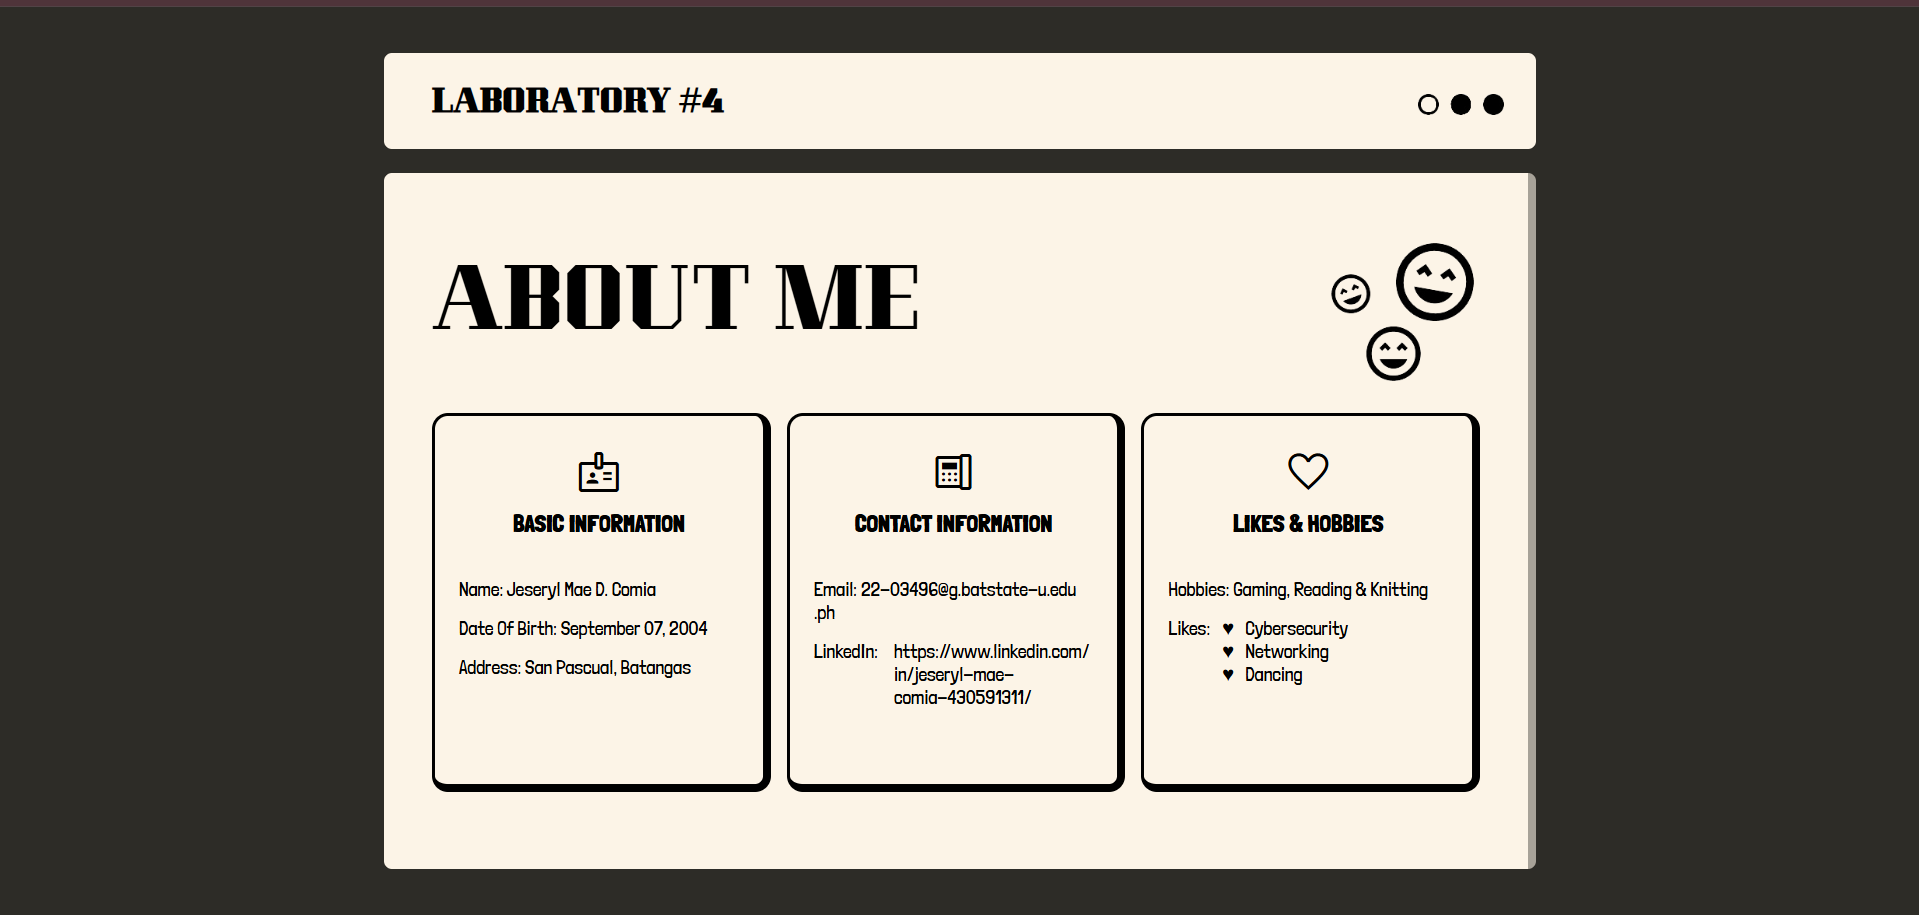 LABORATORY #4
ABOUT ME
BASIC INFORMATION
Name: Jeseryl Mae D. Comia
Date Of Birth: September 07, 2004
Address: San Pascual, Batangas
CONTACT INFORMATION
Email: 22-03496@g.batstate-u.edu
.ph
LinkedIn: https://www.linkedin.com/
in/jeseryl-mae-
comia-430591311/
LIKES & HOBBIES
Hobbies: Gaming, Reading & Knitting
Likes: ♥ Cybersecurity
♥ Networking
♥ Dancing